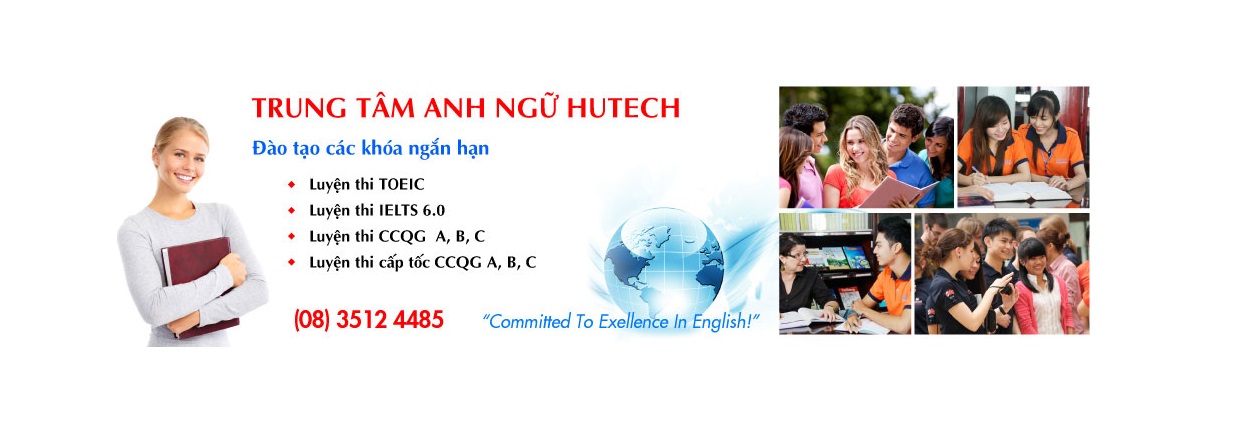 TRUNG TÂM ANH NGỮ HUTECH
Đào tạo các khóa ngắn hạn
Luyện thi TOEIC
Luyện thi IELTS 6.0
Luyện thi CCQG A, B, C
Luyện thi cấp tốc CCQG A, B, C
(08) 3512 4485
“Committed To Exellence In English!”